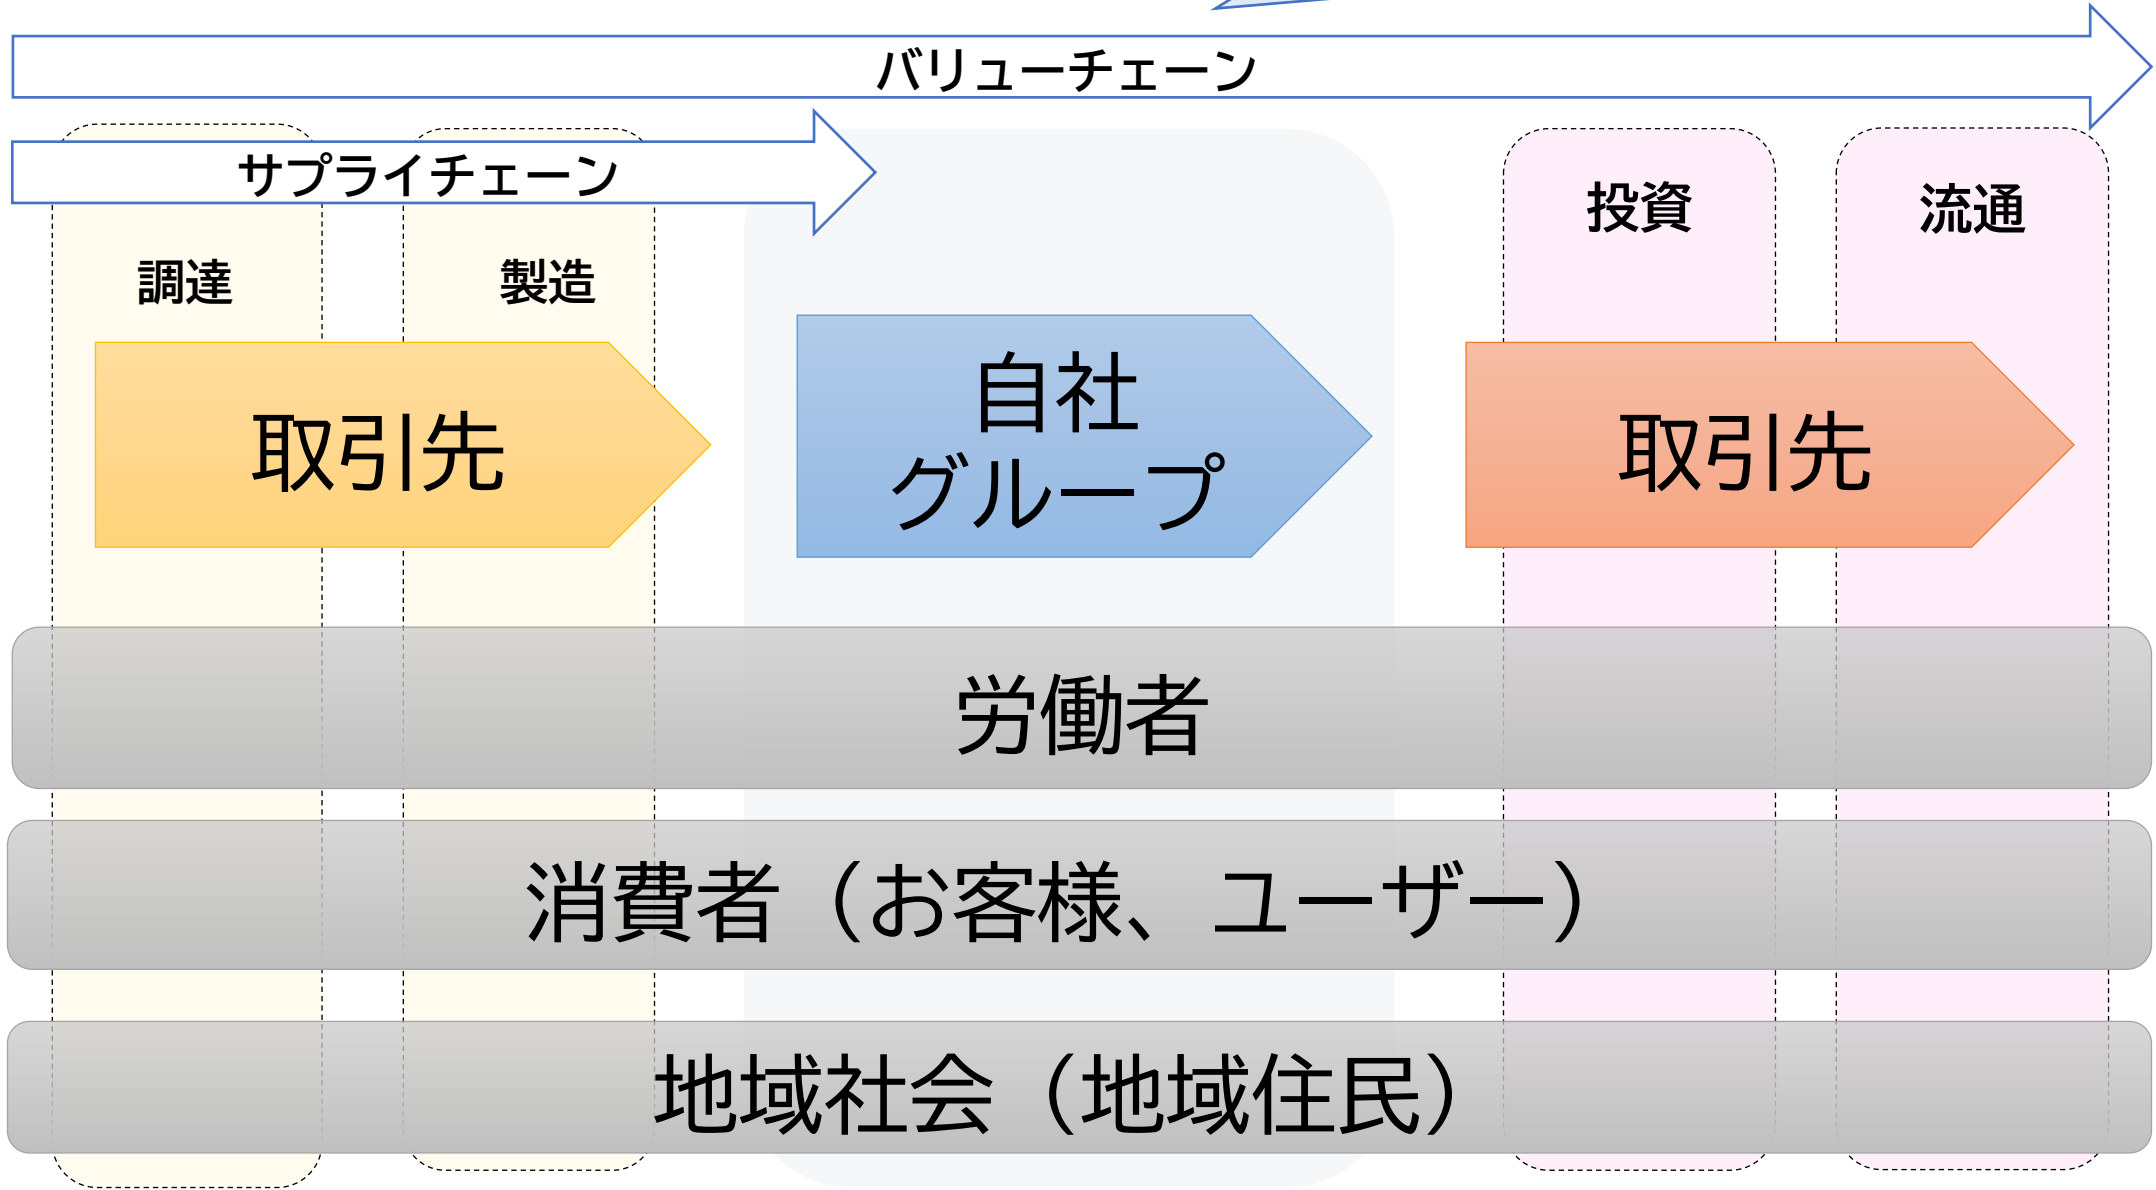 バリューチェーン
サプライチェーン
投資
流通
調達
製造
取引先
自社
グループ
取引先
労働者
消費者（お客様、ユーザー）
地域社会（地域住民）